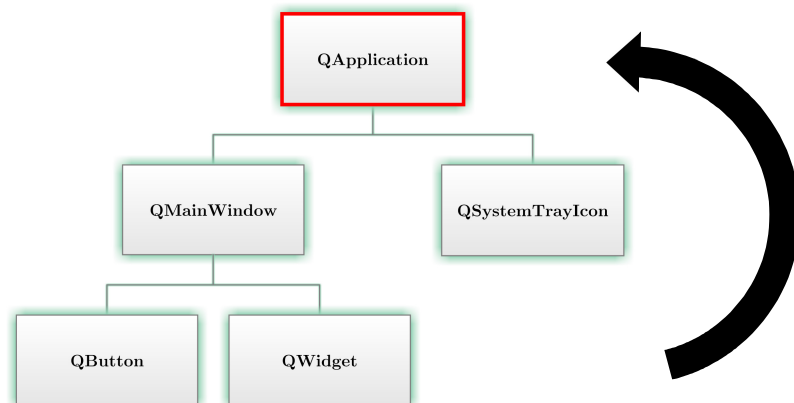 QApplication
QMainWindow
QSystemTrayIcon
QButton
QWidget